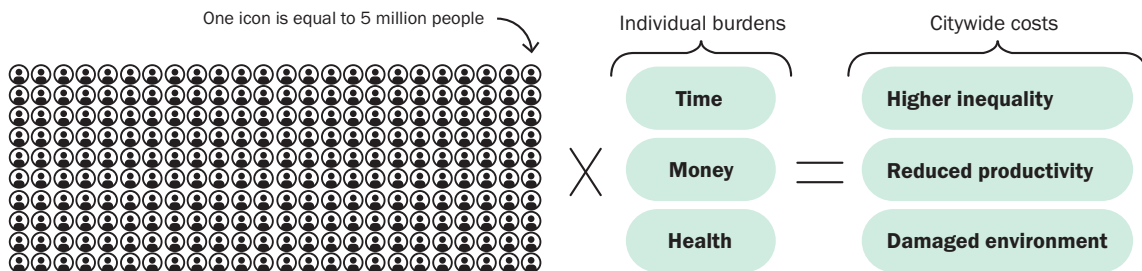 One icon is equal to 5 million people
Individual burdens
Citywide costs
Time
Higher inequality
Money
Reduced productivity
Health
Damaged environment